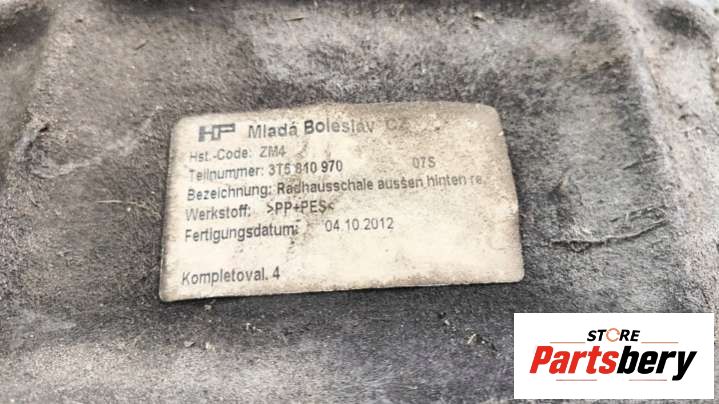 HP Mladá Boleslav CZ
Hst.-Code: ZM4
Teilnummer: 3T5 810 970 07S
Bezeichnung: Radhausschale aussen hinten re.
Werkstoff: >PP+PES<
Fertigungsdatum: 04.10.2012
Kompletoval. 4
STORE
Partsbery